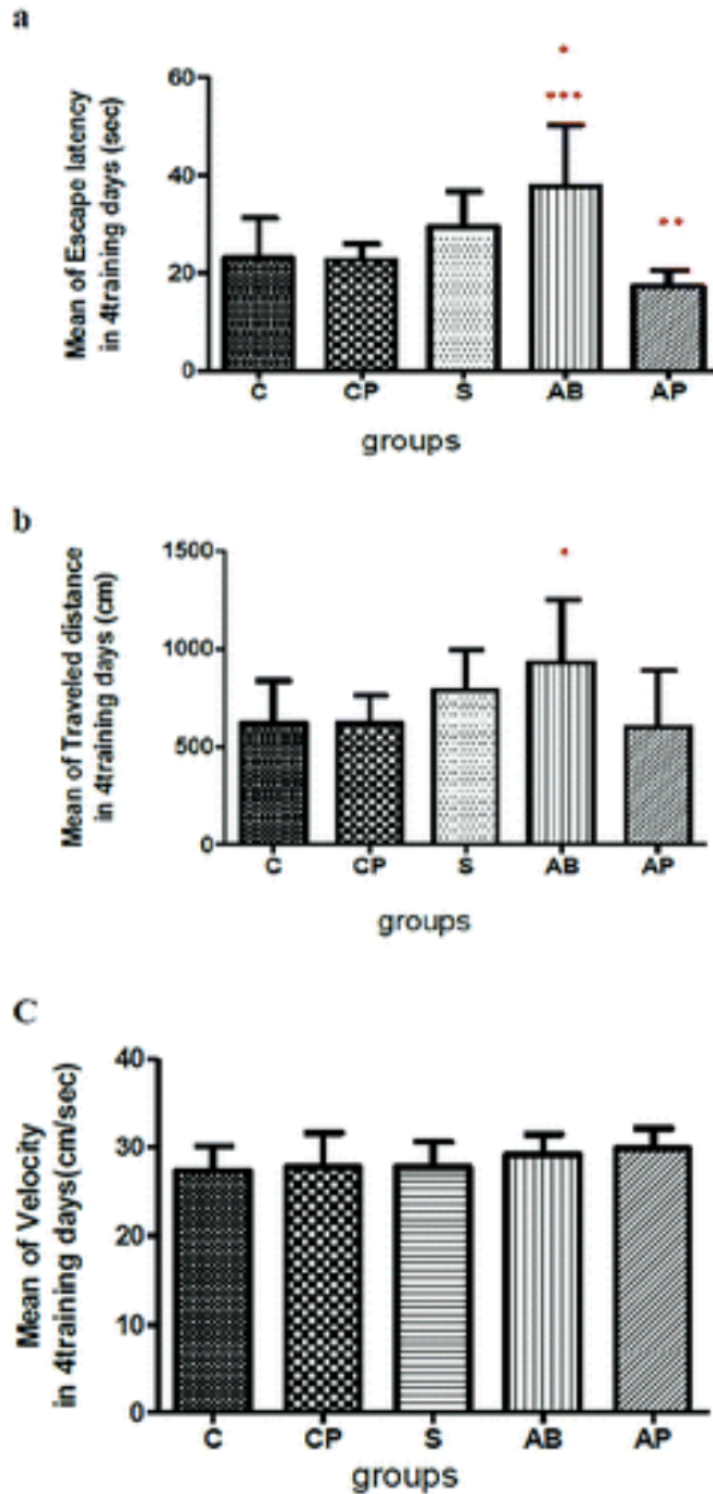 a
*
***
**
60
40
20
0
Mean of Escape latency
in 4training days (sec)
C CP S AB AP
groups
b
*
1500
1000
500
0
Mean of Traveled distance
in 4training days (cm)
C CP S AB AP
groups
C
40
30
20
10
0
Mean of Velocity
in 4training days(cm/sec)
C CP S AB AP
groups